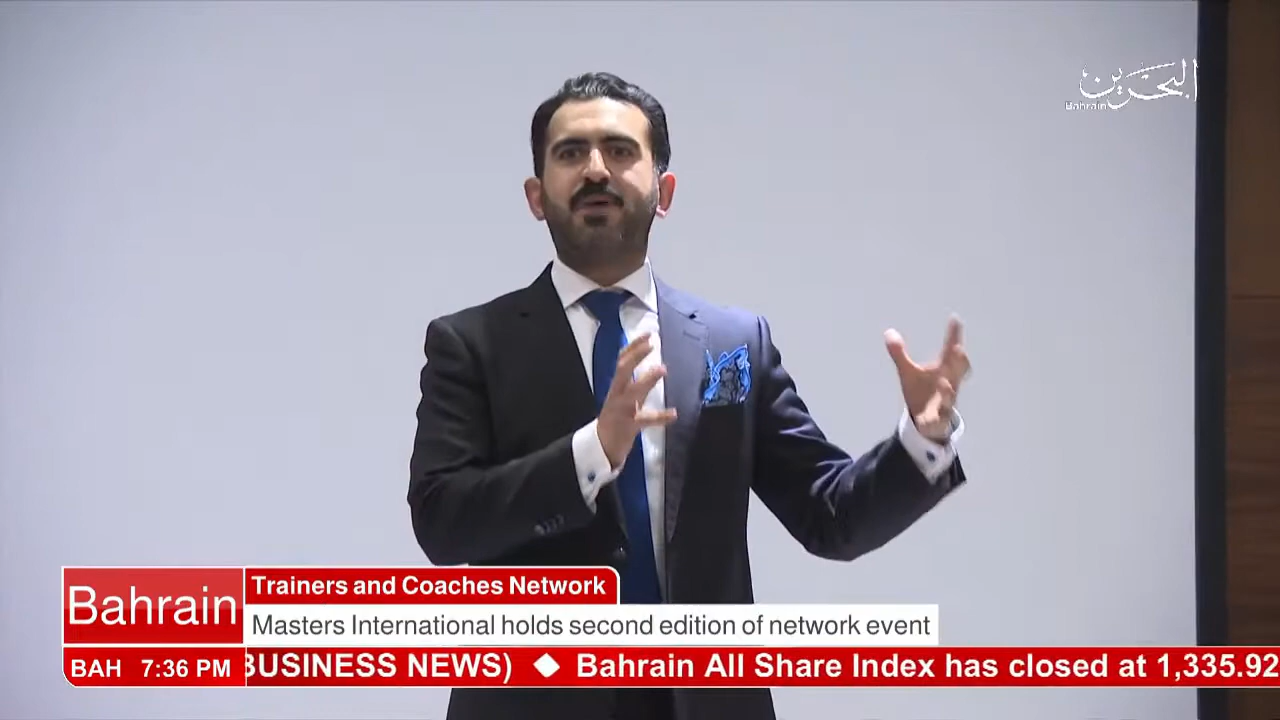 البحرين
Bahrain
Trainers and Coaches Network
Bahrain
Masters International holds second edition of network event
BAH 7:36 PM BUSINESS NEWS) ◆ Bahrain All Share Index has closed at 1,335.92